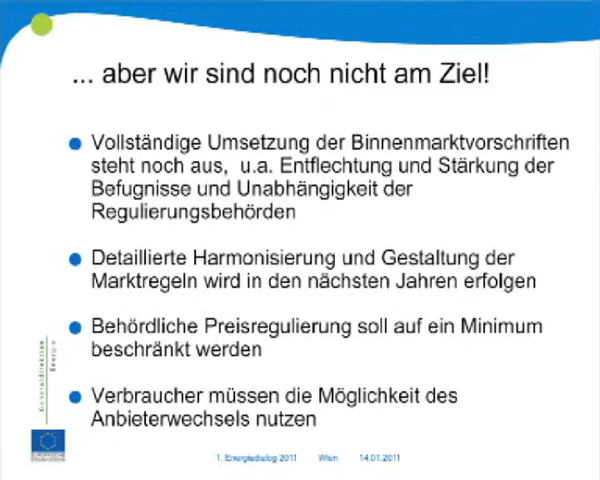 ... aber wir sind noch nicht am Ziel!
Vollständige Umsetzung der Binnenmarktvorschriften
steht noch aus, u.a. Entflechtung und Stärkung der
Befugnisse und Unabhängigkeit der
Regulierungsbehörden
Detaillierte Harmonisierung und Gestaltung der
Marktregeln wird in den nächsten Jahren erfolgen
Behördliche Preisregulierung soll auf ein Minimum
beschränkt werden
Verbraucher müssen die Möglichkeit des
Anbieterwechsels nutzen
Generaldirektion
Energie
1. Energiedialog 2011 Wien 14.01.2011